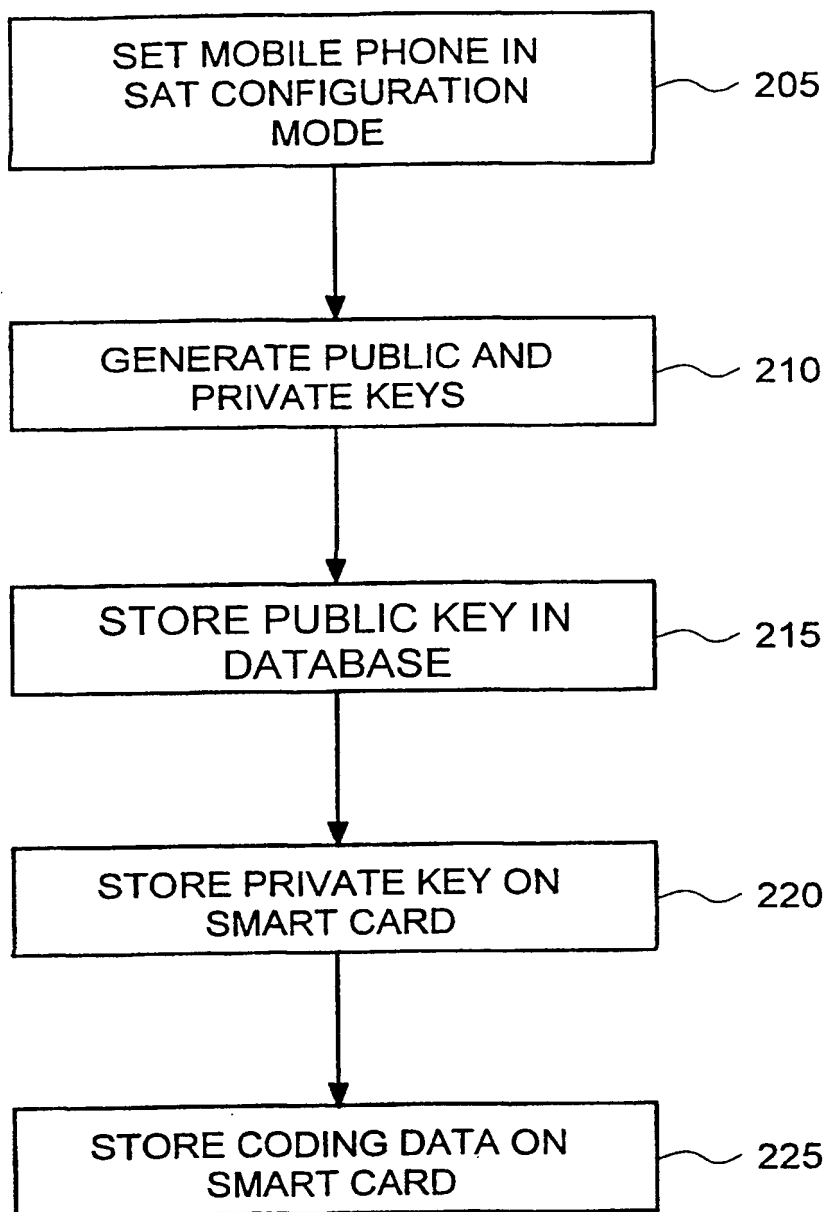 SET MOBILE PHONE IN
SAT CONFIGURATION
MODE
205
GENERATE PUBLIC AND
PRIVATE KEYS
210
STORE PUBLIC KEY IN
DATABASE
215
STORE PRIVATE KEY ON
SMART CARD
220
STORE CODING DATA ON
SMART CARD
225